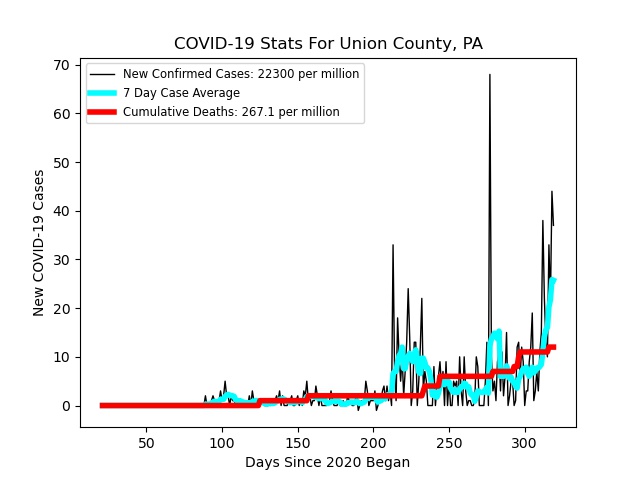 COVID-19 Stats For Union County, PA
New Confirmed Cases: 22300 per million
7 Day Case Average
Cumulative Deaths: 267.1 per million
New COVID-19 Cases
70
60
50
40
30
20
10
0
50 100 150 200 250 300
Days Since 2020 Began